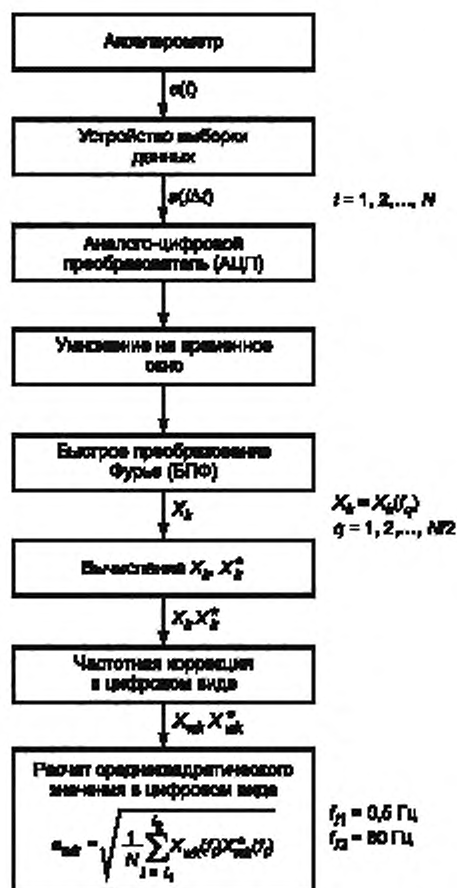 Акселерометр
a(t)
Устройство выборки
данных
a(iΔt)
i = 1, 2,..., N
Аналого-цифровой
преобразователь (АЦП)
Умножение на временное
окно
Быстрое преобразование
Фурье (БПФ)
X_k
X_k = X_k(f_q)
q = 1, 2,..., N/2
Вычисление X_k, X_k^*
X_k X_k^*
Частотная коррекция
в цифровом виде
X_wk X_wk^*
Расчет среднеквадратического
значения в цифровом виде
= √ 1/N ∑
= 0,5 Гц
= 80 Гц